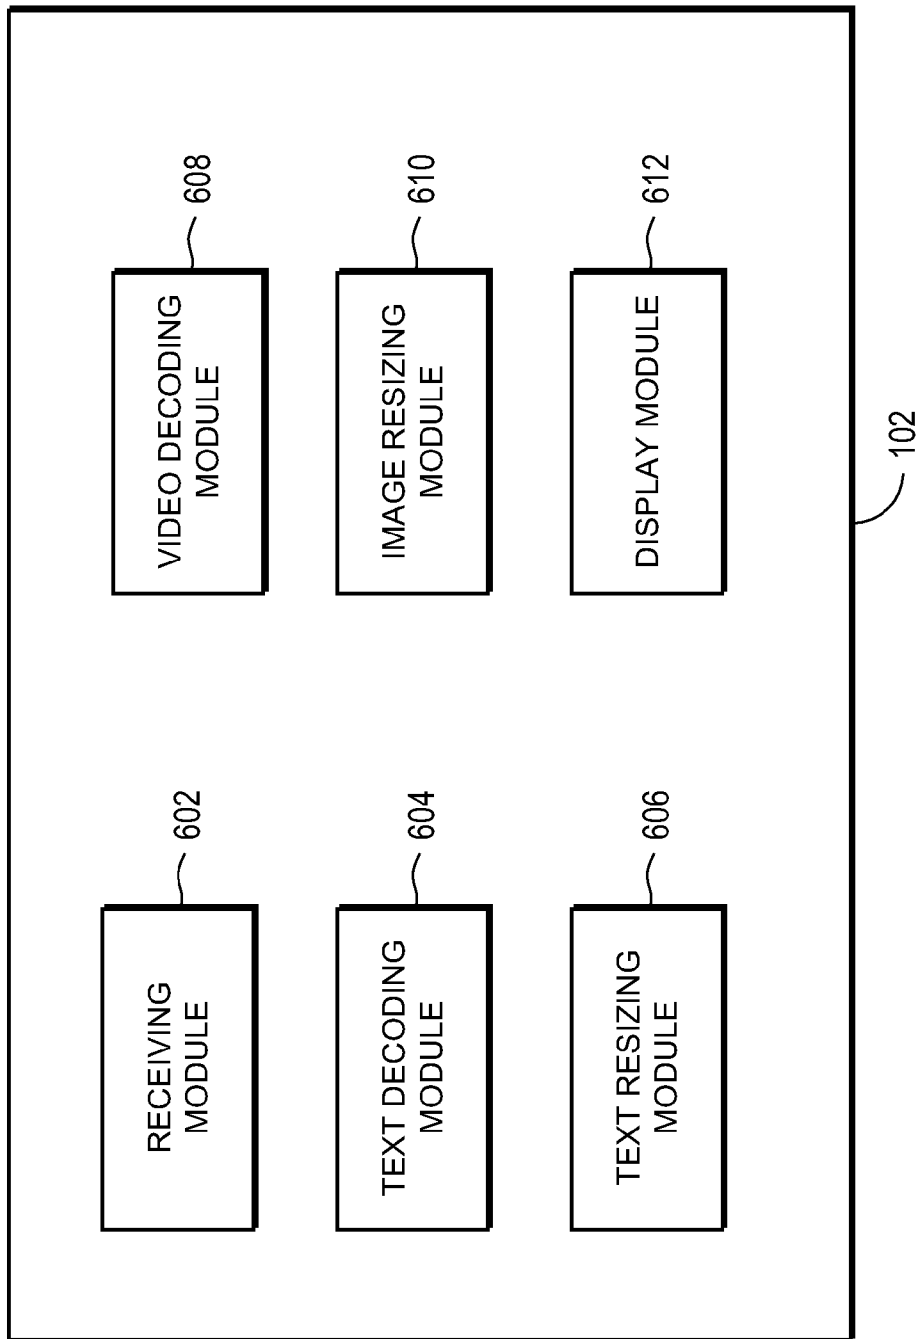 RECEIVING
MODULE
602
TEXT DECODING
MODULE
604
TEXT RESIZING
MODULE
606
VIDEO DECODING
MODULE
608
IMAGE RESIZING
MODULE
610
DISPLAY MODULE
612
102